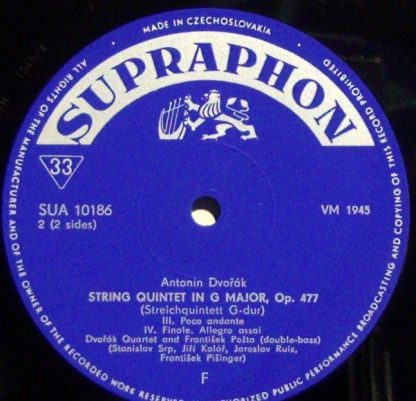 MADE IN CZECHOSLOVAKIA
ALL RIGHTS OF THE MANUFACTURER AND OF THE OWNER OF THE RECORDED WORK RESERVED UNAUTHORIZED PUBLIC PERFORMANCE BROADCASTING AND COPYING OF THIS RECORD PROHIBITED
SUPRAPHON
33
SUA 10186
2 (2 sides)
VM 1945
Antonín Dvořák
STRING QUINTET IN G MAJOR, Op. 477
(Streichquintett G-dur)
III. Poco andante
IV. Finale. Allegro assai
Dvořák Quartet and František Pošta (double-bass)
(Stanislav Srp, Jiří Kolář, Jaroslav Ruis,
František Pišinger)
F